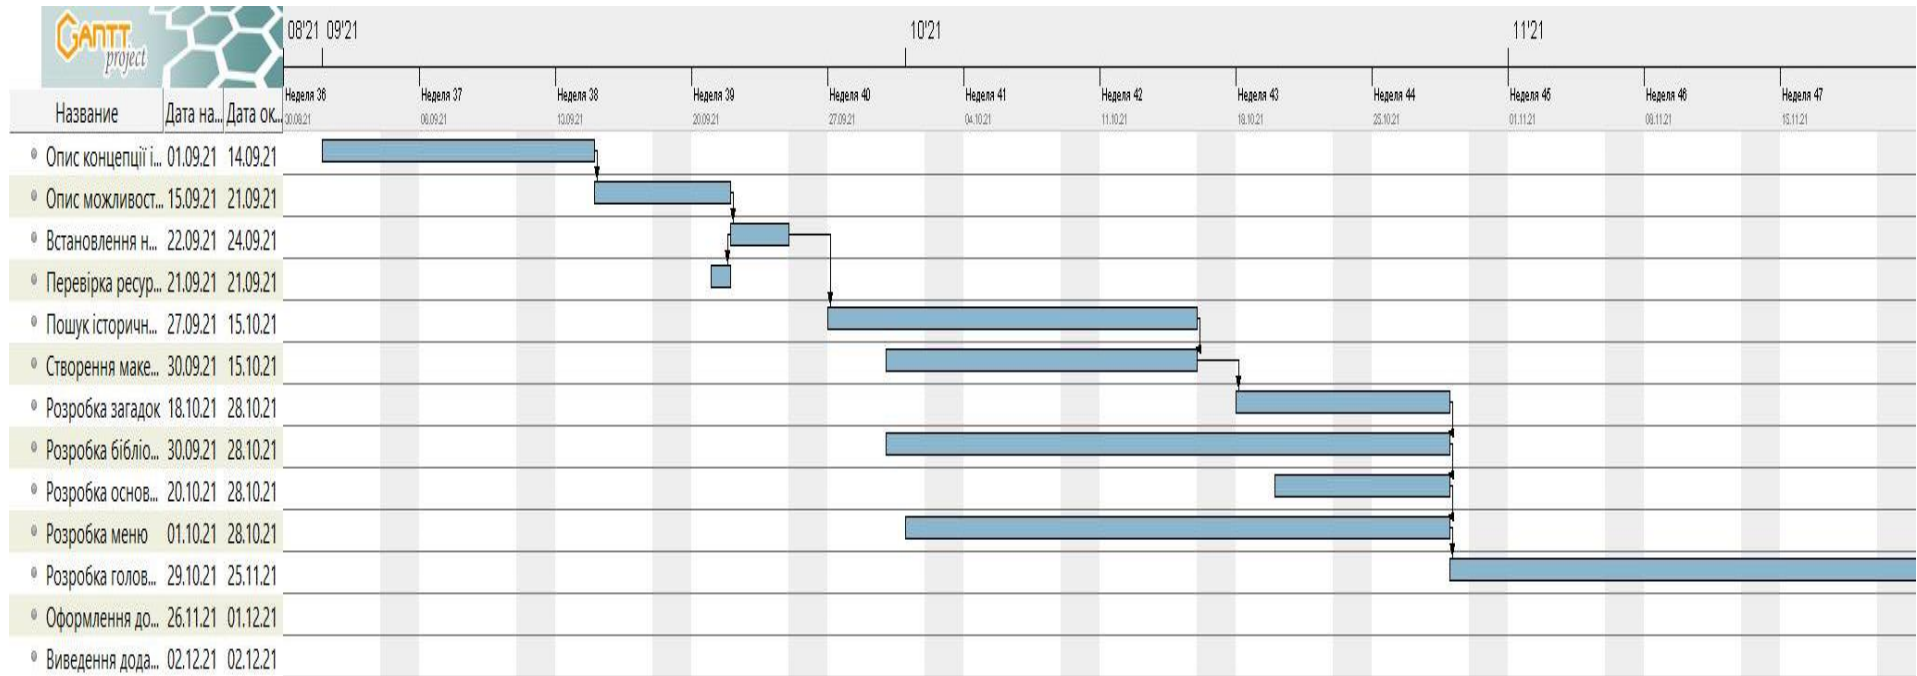 GANTT
project
08'21 09'21 10'21 11'21
Неделя 36 Неделя 37 Неделя 38 Неделя 39 Неделя 40 Неделя 41 Неделя 42 Неделя 43 Неделя 44 Неделя 45 Неделя 46 Неделя 47
Название Дата на... Дата ок...
30.08.21 06.09.21 13.09.21 20.09.21 27.09.21 04.10.21 11.10.21 18.10.21 25.10.21 01.11.21 08.11.21 15.11.21
Опис концепції і... 01.09.21 14.09.21
Опис можливост... 15.09.21 21.09.21
Встановлення н... 22.09.21 24.09.21
Перевірка ресур... 21.09.21 21.09.21
Пошук історичн... 27.09.21 15.10.21
Створення маке... 30.09.21 15.10.21
Розробка загадок 18.10.21 28.10.21
Розробка бібліо... 30.09.21 28.10.21
Розробка основ... 20.10.21 28.10.21
Розробка меню 01.10.21 28.10.21
Розробка голов... 29.10.21 25.11.21
Оформлення до... 26.11.21 01.12.21
Виведення дода... 02.12.21 02.12.21